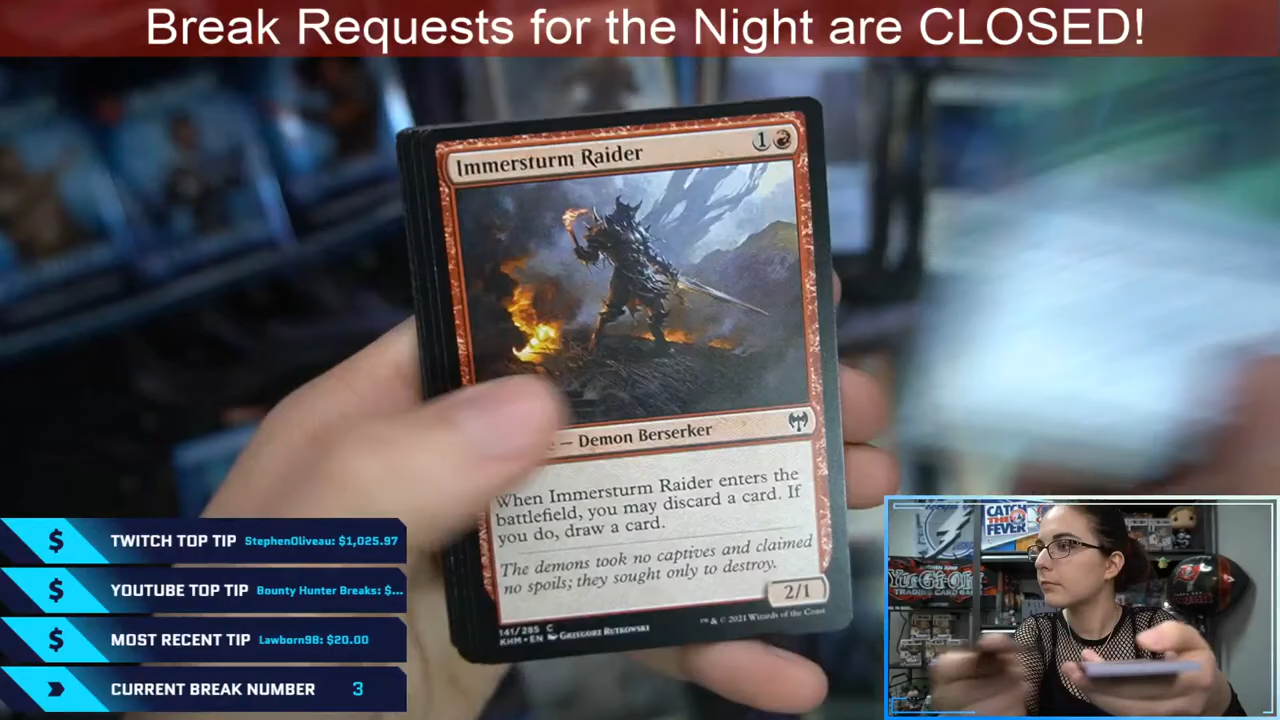 Break Requests for the Night are CLOSED!
Immersturm Raider
1
— Demon Berserker
When Immersturm Raider enters the
battlefield, you may discard a card. If
you do, draw a card.
The demons took no captives and claimed
no spoils; they sought only to destroy.
2/1
141/285 C
KHM • EN GRZEGORZ RUTKOWSKI
™ & © 2021 Wizards of the Coast
TWITCH TOP TIP StephenOliveau: $1,025.97
YOUTUBE TOP TIP Bounty Hunter Breaks: $...
MOST RECENT TIP Lawborn98: $20.00
CURRENT BREAK NUMBER 3
CATCH
THE
FEVER
Yu-Gi-Oh!
TRADING CARD GAME